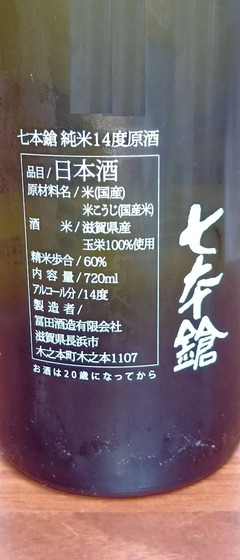 七本鎗 純米14度原酒
品目/日本酒
原材料名/米(国産)
米こうじ(国産米)
酒米/滋賀県産
玉栄100%使用
精米歩合/60%
内容量/720ml
アルコール分/14度
製造者/
冨田酒造有限会社
滋賀県長浜市
木之本町木之本1107
お酒は20歳になってから
七本鎗